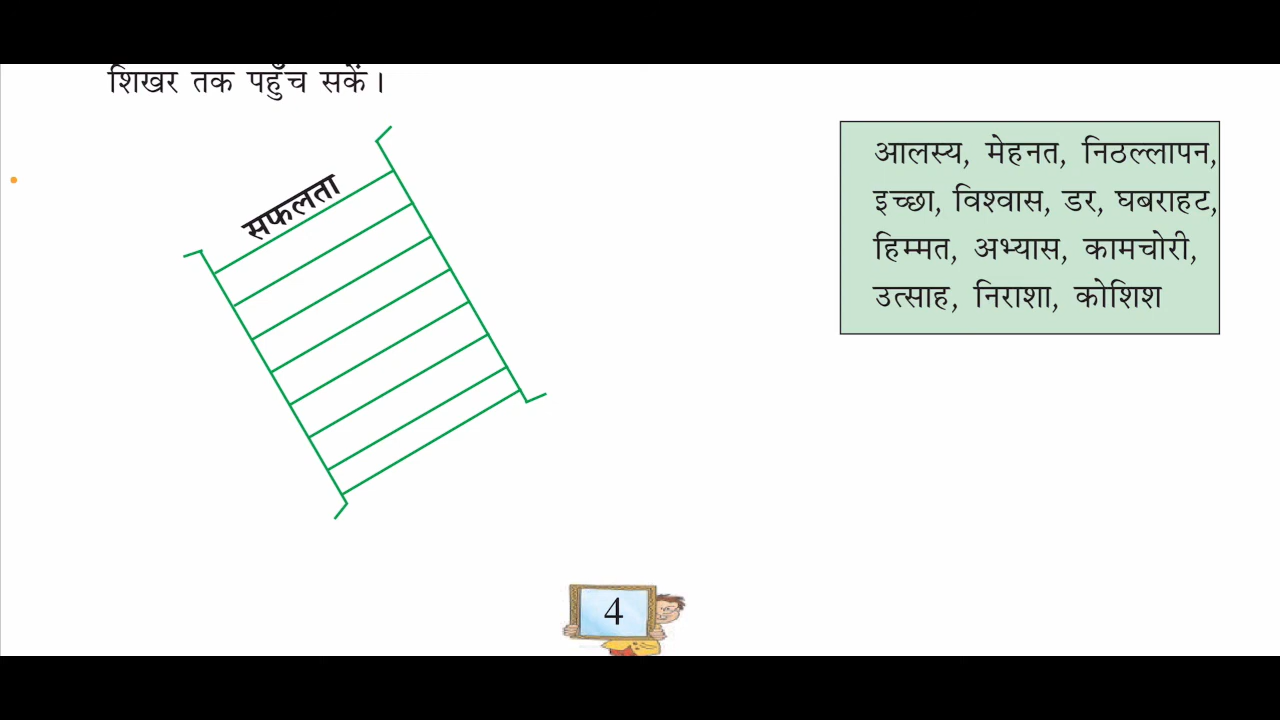 शिखर तक पहुँच सकें।
सफलता
आलस्य, मेहनत, निठल्लापन,
इच्छा, विश्वास, डर, घबराहट,
हिम्मत, अभ्यास, कामचोरी,
उत्साह, निराशा, कोशिश
4